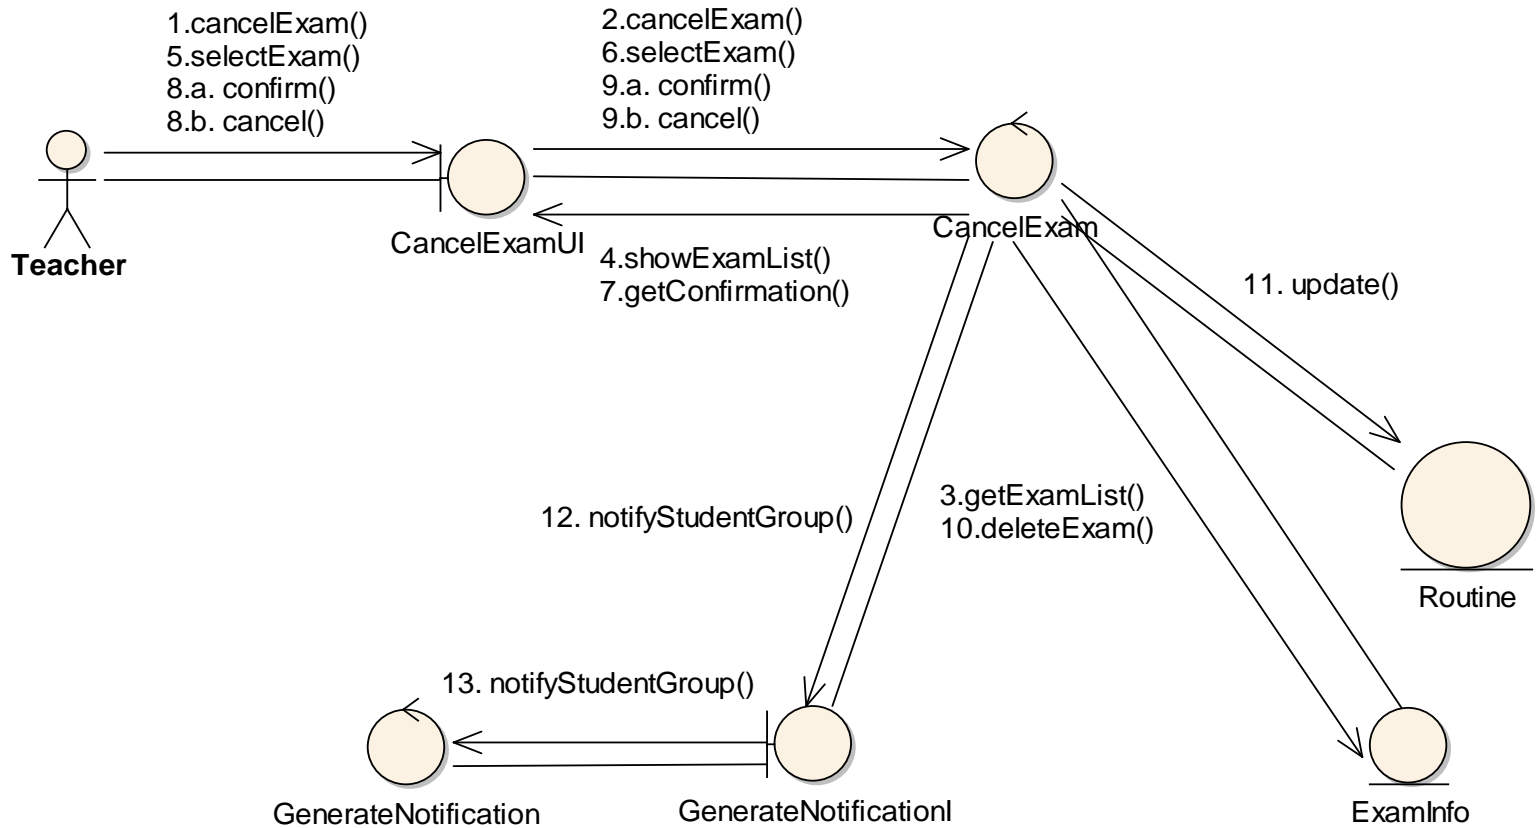 1.cancelExam()
5.selectExam()
8.a. confirm()
8.b. cancel()
2.cancelExam()
6.selectExam()
9.a. confirm()
9.b. cancel()
Teacher
CancelExamUI
CancelExam
4.showExamList()
7.getConfirmation()
11. update()
12. notifyStudentGroup()
3.getExamList()
10.deleteExam()
Routine
13. notifyStudentGroup()
GenerateNotification
GenerateNotificationI
ExamInfo